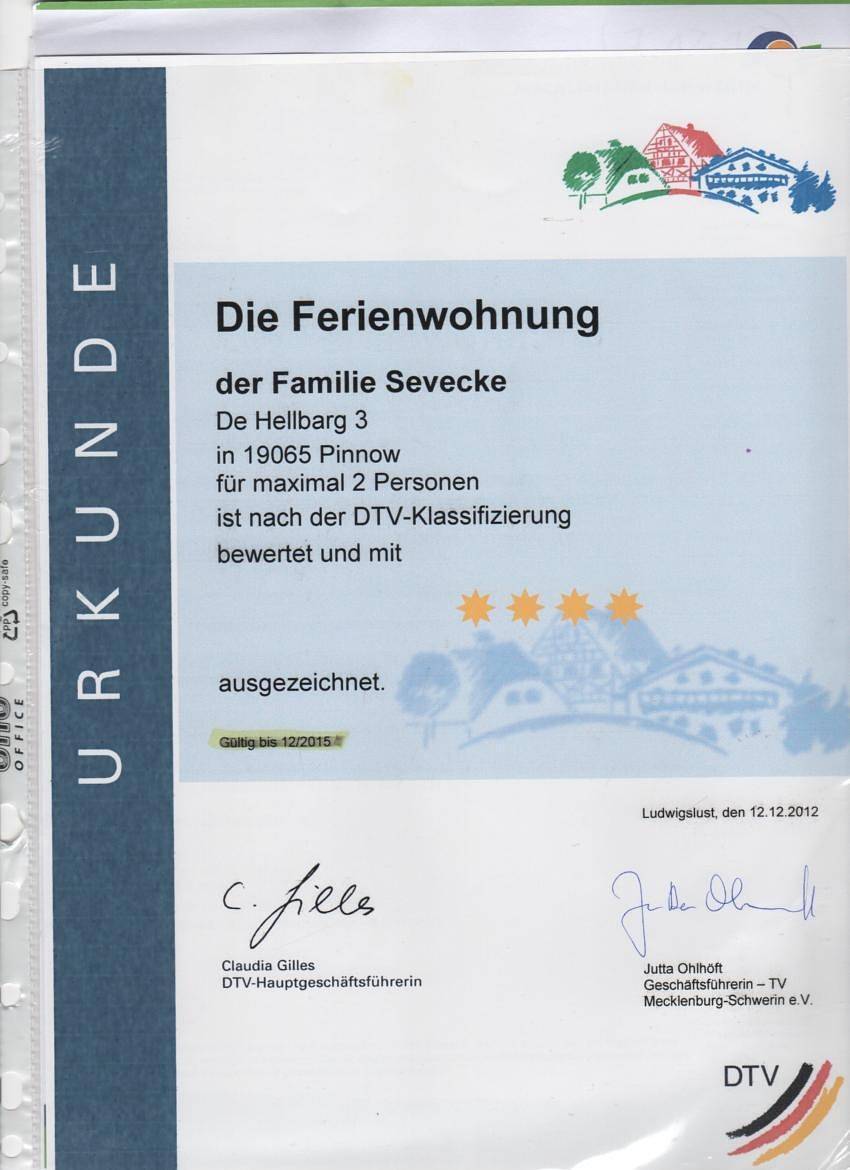 URKUNDE
Die Ferienwohnung
der Familie Sevecke
De Hellbarg 3
in 19065 Pinnow
für maximal 2 Personen
ist nach der DTV-Klassifizierung
bewertet und mit
ausgezeichnet.
Gültig bis 12/2015
Ludwigslust, den 12.12.2012
C. Gilles
Claudia Gilles
DTV-Hauptgeschäftsführerin
Jutta Ohlhöft
Geschäftsführerin – TV
Mecklenburg-Schwerin e.V.
DTV
copy-safe
PP
OFFICE